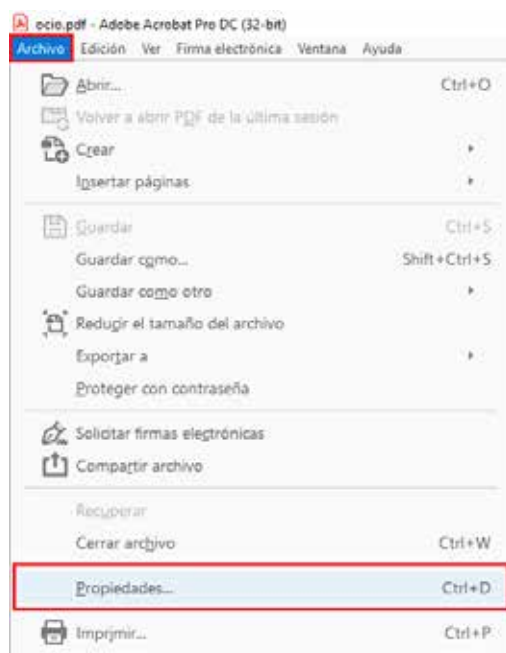 ocio.pdf - Adobe Acrobat Pro DC (32-bit)
Archivo Edición Ver Firma electrónica Ventana Ayuda
Abrir... Ctrl+O
Volver a abrir PDF de la última sesión
Crear
Insertar páginas
Guardar Ctrl+S
Guardar como... Shift+Ctrl+S
Guardar como otro
Reducir el tamaño del archivo
Exportar a
Proteger con contraseña
Solicitar firmas electrónicas
Compartir archivo
Recuperar
Cerrar archivo Ctrl+W
Propiedades... Ctrl+D
Imprimir... Ctrl+P